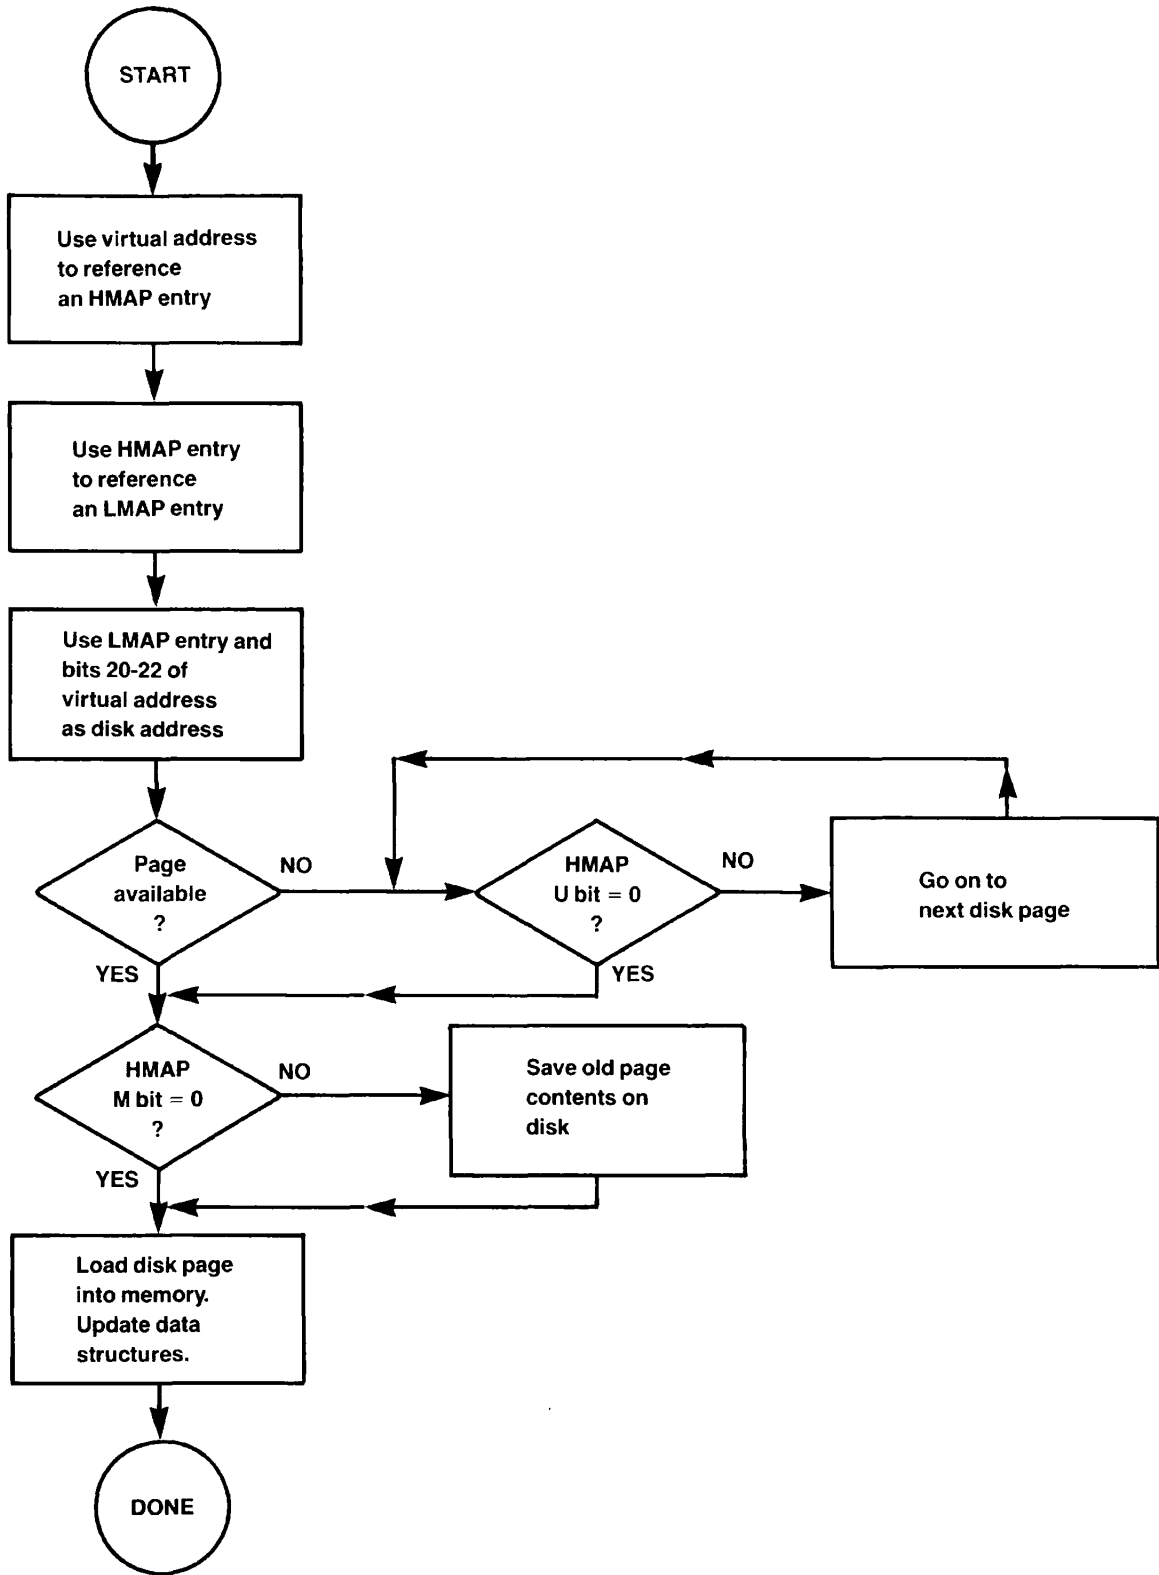 START
Use virtual address
to reference
an HMAP entry
Use HMAP entry
to reference
an LMAP entry
Use LMAP entry and
bits 20-22 of
virtual address
as disk address
Page
available
?
NO
YES
HMAP
U bit = 0
?
NO
YES
Go on to
next disk page
HMAP
M bit = 0
?
NO
YES
Save old page
contents on
disk
Load disk page
into memory.
Update data
structures.
DONE